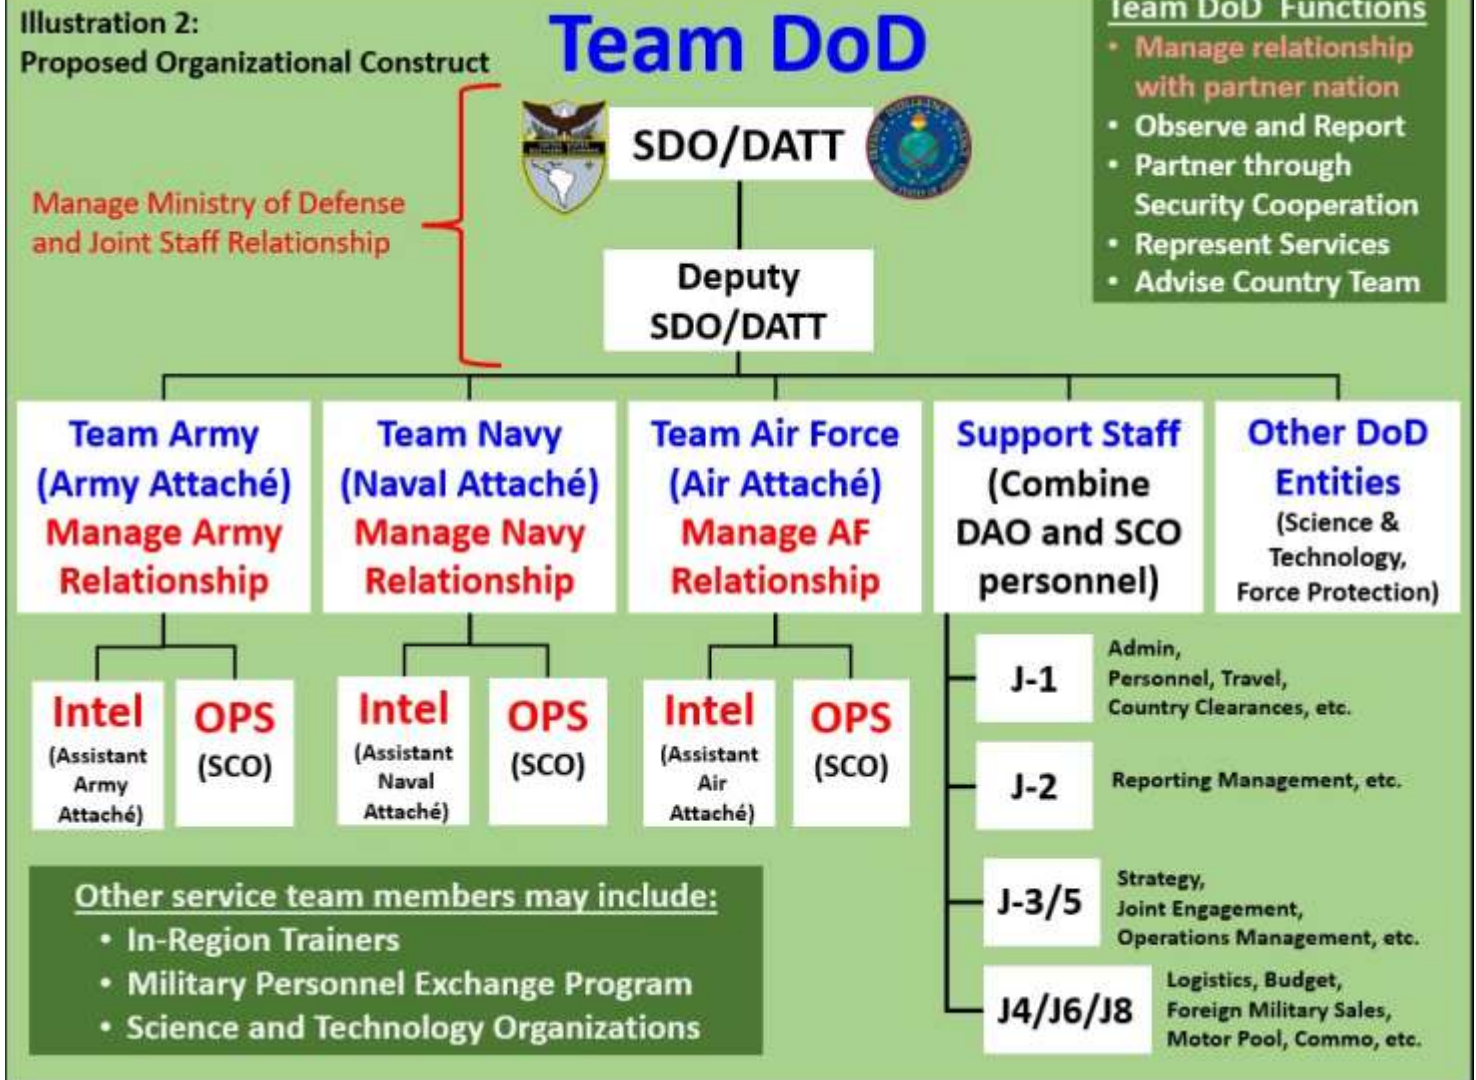 Illustration 2:
Proposed Organizational Construct
Team DoD
Team DoD Functions
• Manage relationship
with partner nation
• Observe and Report
• Partner through
Security Cooperation
• Represent Services
• Advise Country Team
SDO/DATT
Manage Ministry of Defense
and Joint Staff Relationship
Deputy
SDO/DATT
Team Army
(Army Attaché)
Manage Army
Relationship
Team Navy
(Naval Attaché)
Manage Navy
Relationship
Team Air Force
(Air Attaché)
Manage AF
Relationship
Support Staff
(Combine
DAO and SCO
personnel)
Other DoD
Entities
(Science &
Technology,
Force Protection)
Intel
(Assistant
Army
Attaché)
OPS
(SCO)
Intel
(Assistant
Naval
Attaché)
OPS
(SCO)
Intel
(Assistant
Air
Attaché)
OPS
(SCO)
J-1
Admin,
Personnel, Travel,
Country Clearances, etc.
J-2
Reporting Management, etc.
J-3/5
Strategy,
Joint Engagement,
Operations Management, etc.
J4/J6/J8
Logistics, Budget,
Foreign Military Sales,
Motor Pool, Commo, etc.
Other service team members may include:
• In-Region Trainers
• Military Personnel Exchange Program
• Science and Technology Organizations